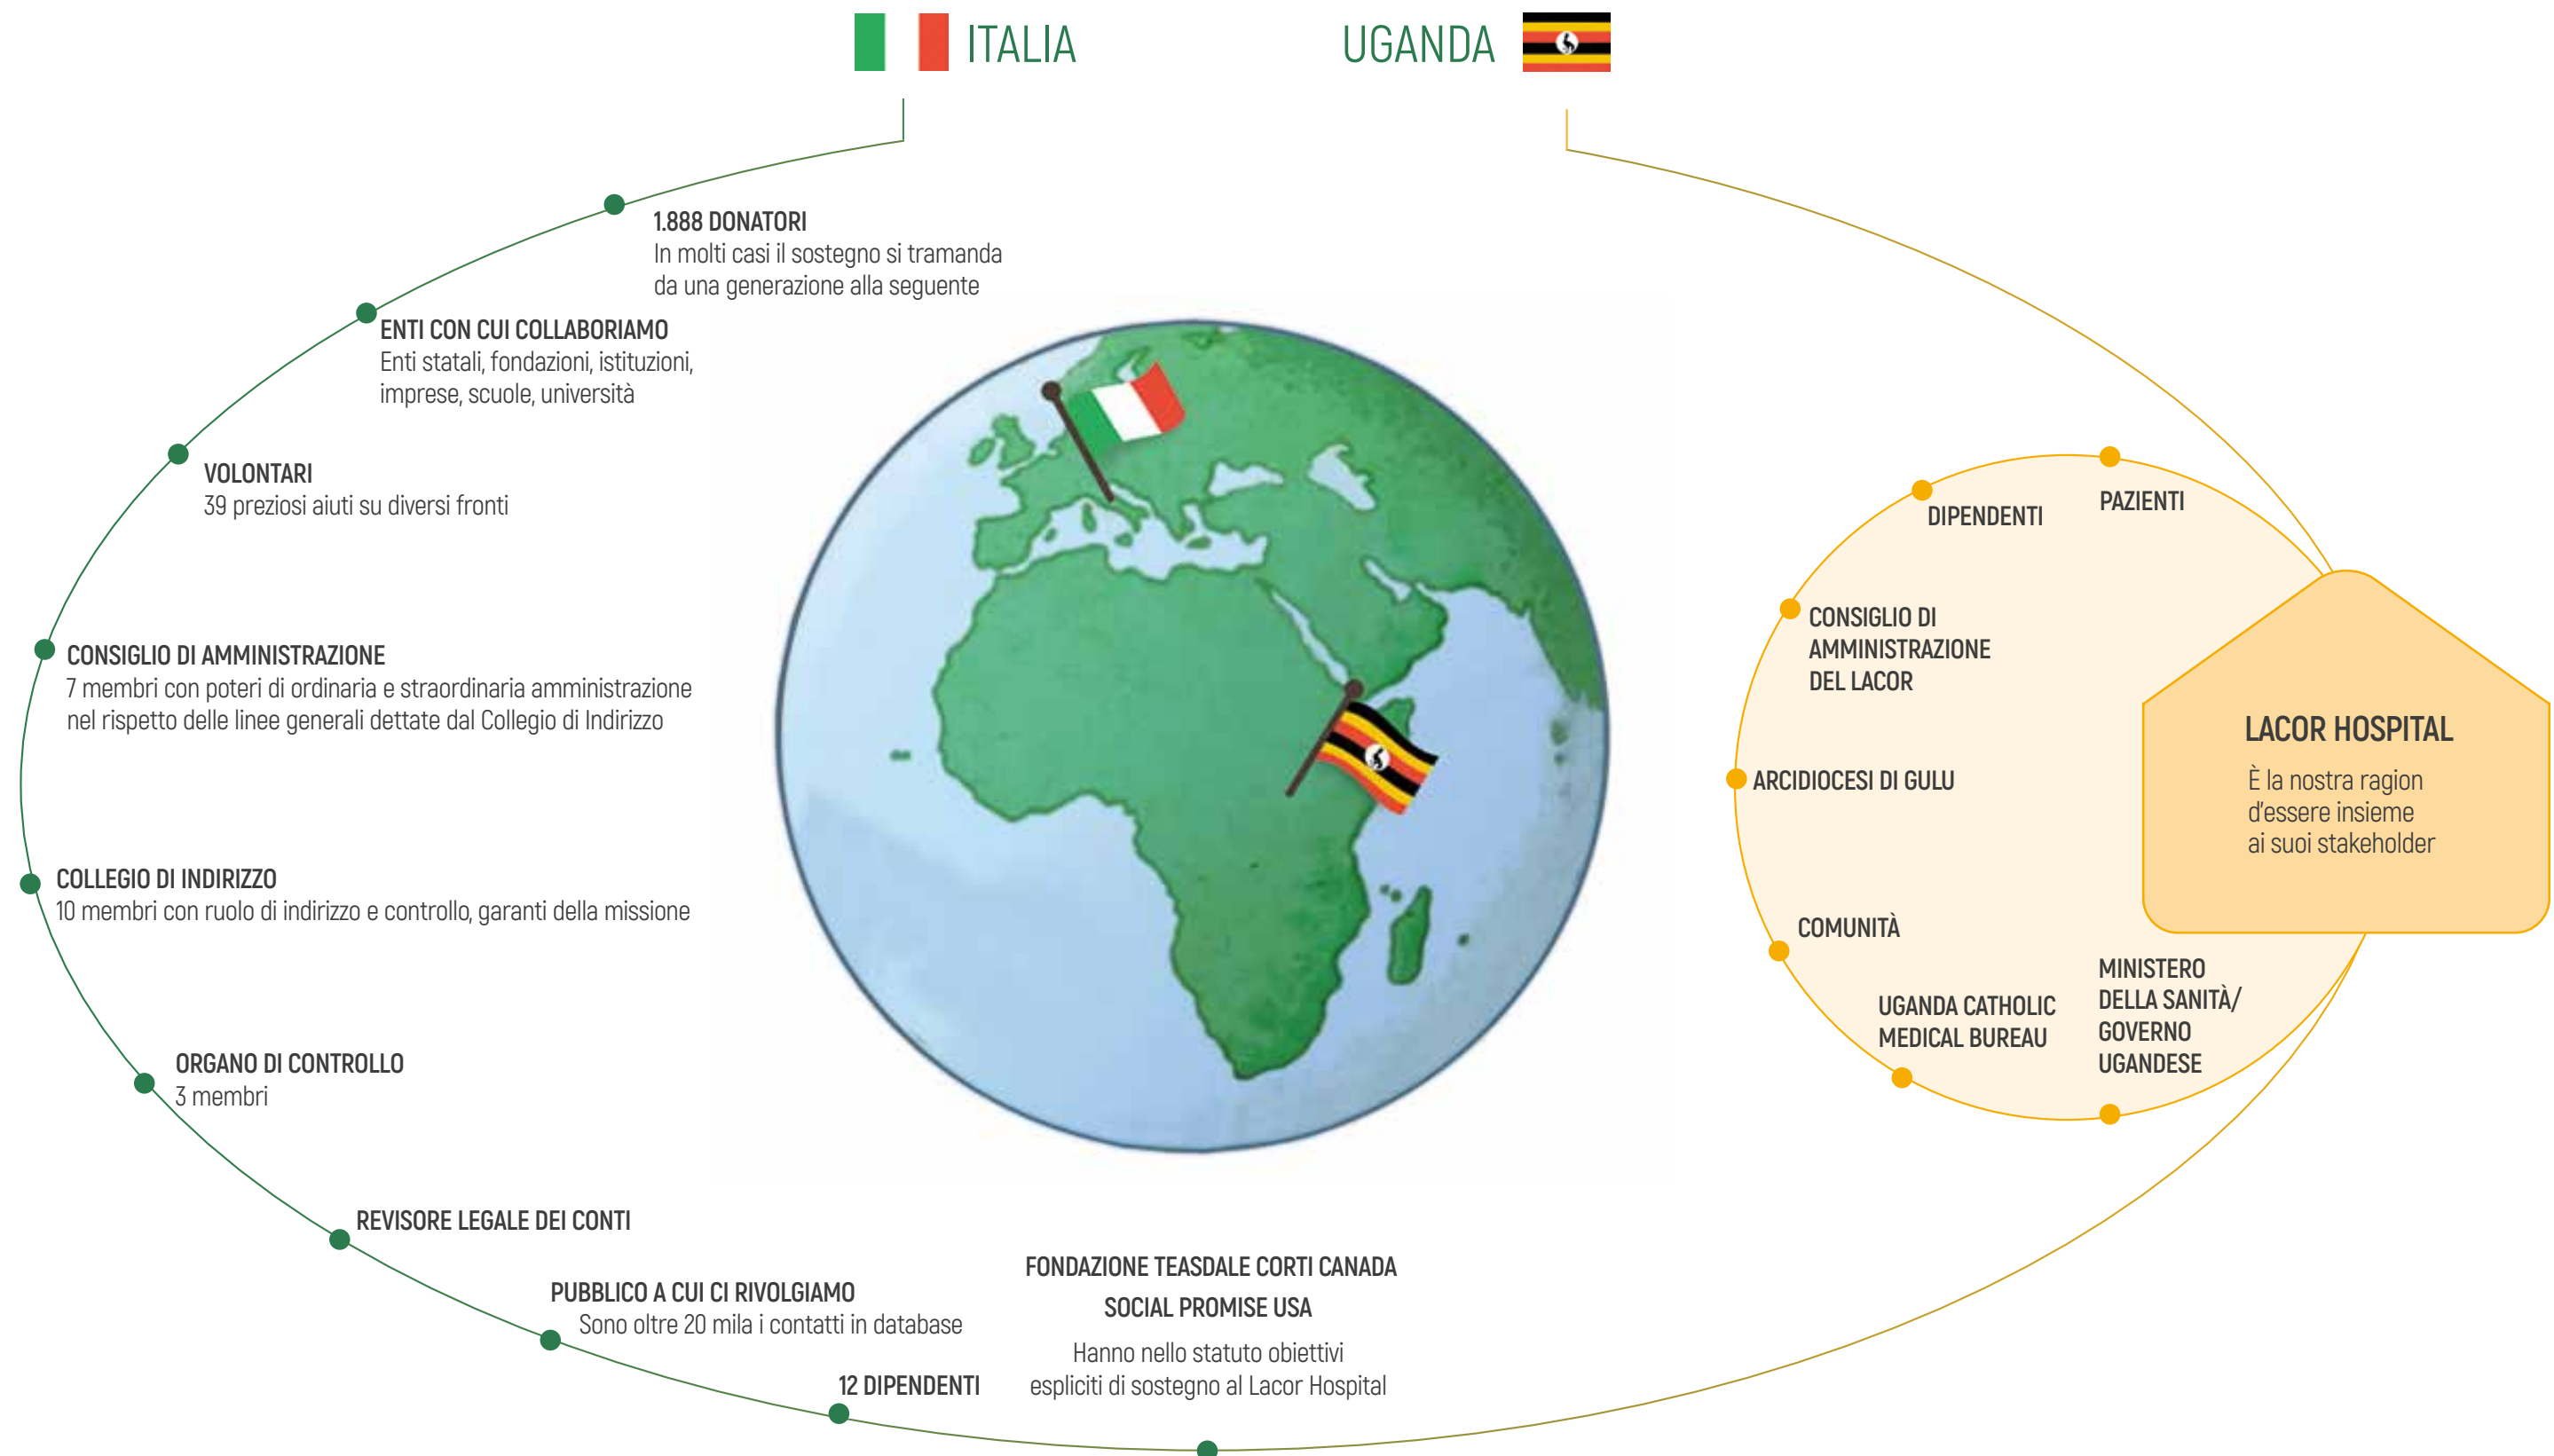 ITALIA
UGANDA
1.888 DONATORI
In molti casi il sostegno si tramanda
da una generazione alla seguente
ENTI CON CUI COLLABORIAMO
Enti statali, fondazioni, istituzioni,
imprese, scuole, università
VOLONTARI
39 preziosi aiuti su diversi fronti
CONSIGLIO DI AMMINISTRAZIONE
7 membri con poteri di ordinaria e straordinaria amministrazione
nel rispetto delle linee generali dettate dal Collegio di Indirizzo
COLLEGIO DI INDIRIZZO
10 membri con ruolo di indirizzo e controllo, garanti della missione
ORGANO DI CONTROLLO
3 membri
REVISORE LEGALE DEI CONTI
PUBBLICO A CUI CI RIVOLGIAMO
Sono oltre 20 mila i contatti in database
12 DIPENDENTI
FONDAZIONE TEASDALE CORTI CANADA
SOCIAL PROMISE USA
Hanno nello statuto obiettivi
espliciti di sostegno al Lacor Hospital
PAZIENTI
DIPENDENTI
CONSIGLIO DI
AMMINISTRAZIONE
DEL LACOR
ARCIDIOCESI DI GULU
COMUNITÀ
UGANDA CATHOLIC
MEDICAL BUREAU
MINISTERO
DELLA SANITÀ/
GOVERNO
UGANDESE
LACOR HOSPITAL
È la nostra ragion
d'essere insieme
ai suoi stakeholder